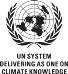 UN SYSTEM
DELIVERING AS ONE ON
CLIMATE KNOWLEDGE